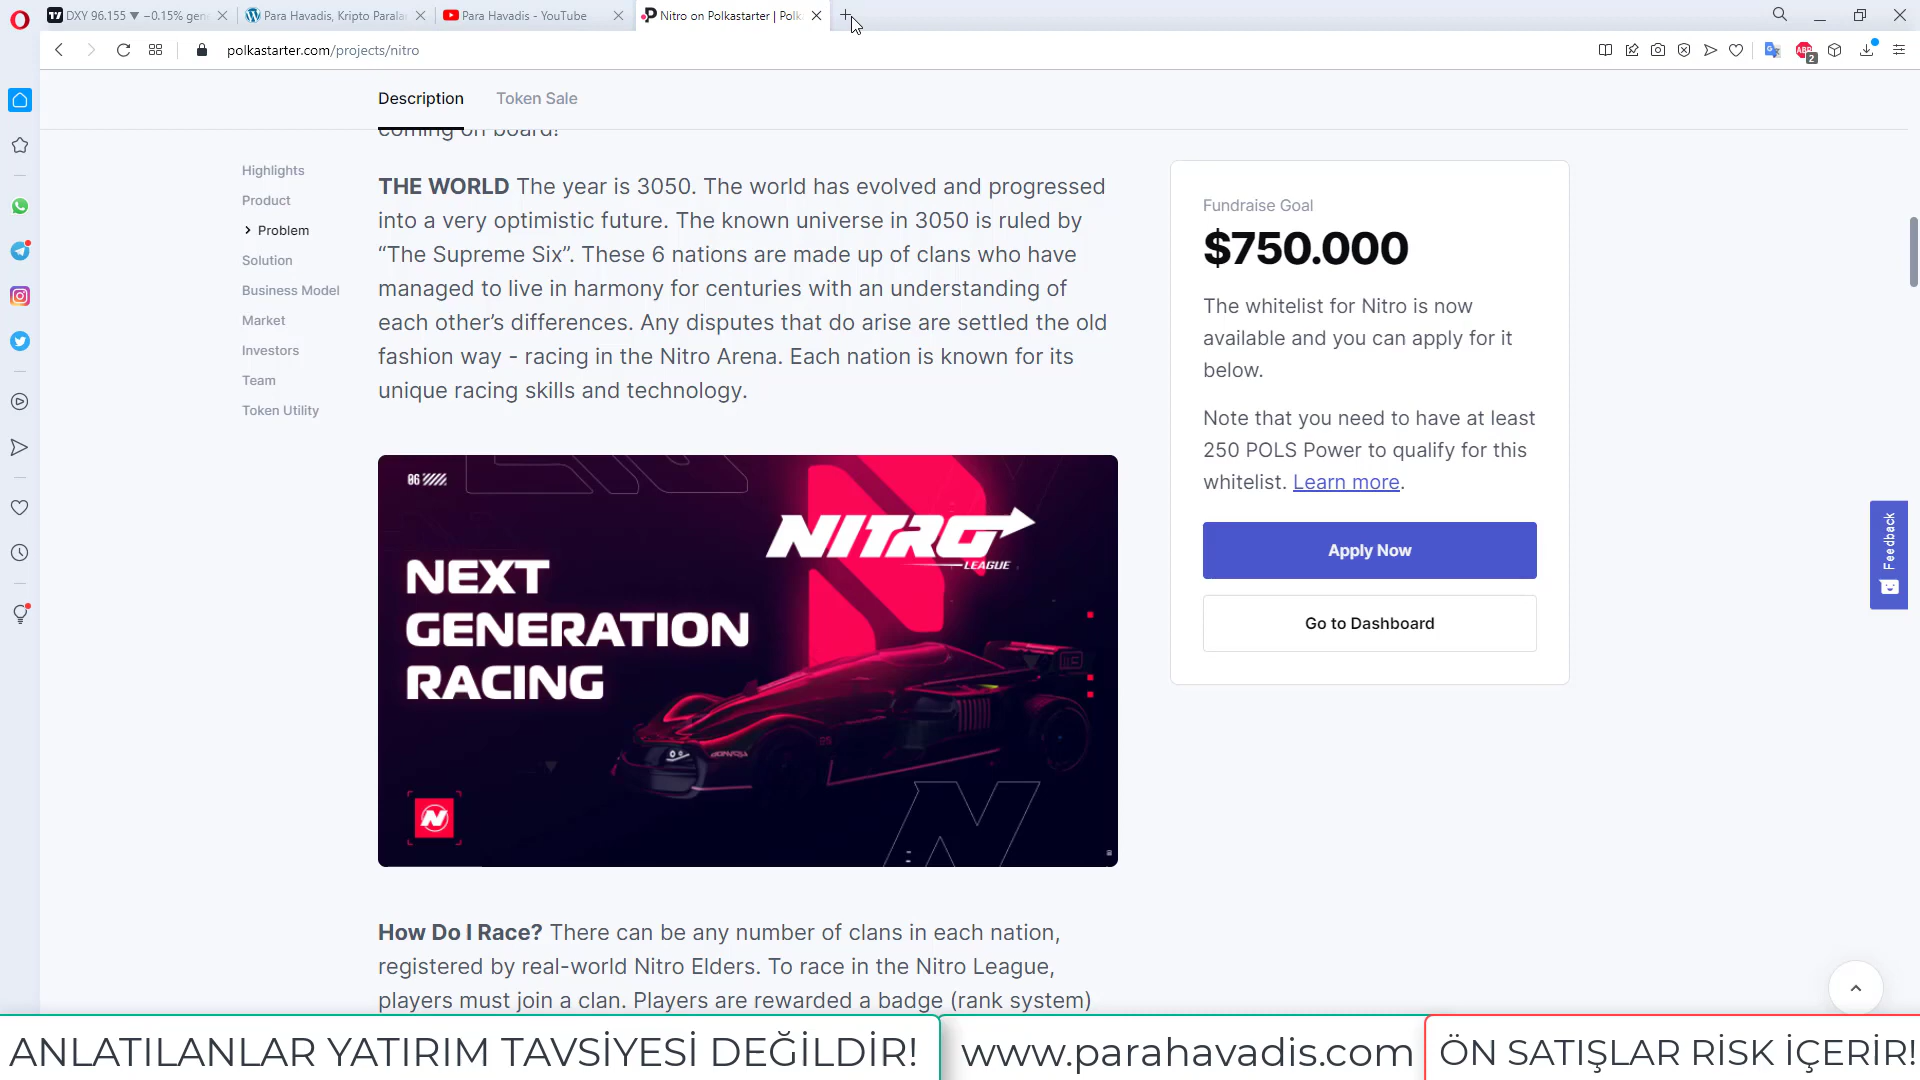 DXY 96.155 ▼ −0.15%
Para Havadis, Kripto Parala
Para Havadis - YouTube
Nitro on Polkastarter | Polk
polkastarter.com/projects/nitro
Description
Token Sale
coming on board!
Highlights
Product
Problem
Solution
Business Model
Market
Investors
Team
Token Utility
THE WORLD The year is 3050. The world has evolved and progressed
into a very optimistic future. The known universe in 3050 is ruled by
“The Supreme Six”. These 6 nations are made up of clans who have
managed to live in harmony for centuries with an understanding of
each other’s differences. Any disputes that do arise are settled the old
fashion way - racing in the Nitro Arena. Each nation is known for its
unique racing skills and technology.
06
NITRO
LEAGUE
NEXT
GENERATION
RACING
How Do I Race? There can be any number of clans in each nation,
registered by real-world Nitro Elders. To race in the Nitro League,
players must join a clan. Players are rewarded a badge (rank system)
Fundraise Goal
$750.000
The whitelist for Nitro is now
available and you can apply for it
below.
Note that you need to have at least
250 POLS Power to qualify for this
whitelist. Learn more.
Apply Now
Go to Dashboard
Feedback
ANLATILANLAR YATIRIM TAVSİYESİ DEĞİLDİR!
www.parahavadis.com
ÖN SATIŞLAR RİSK İÇERİR!